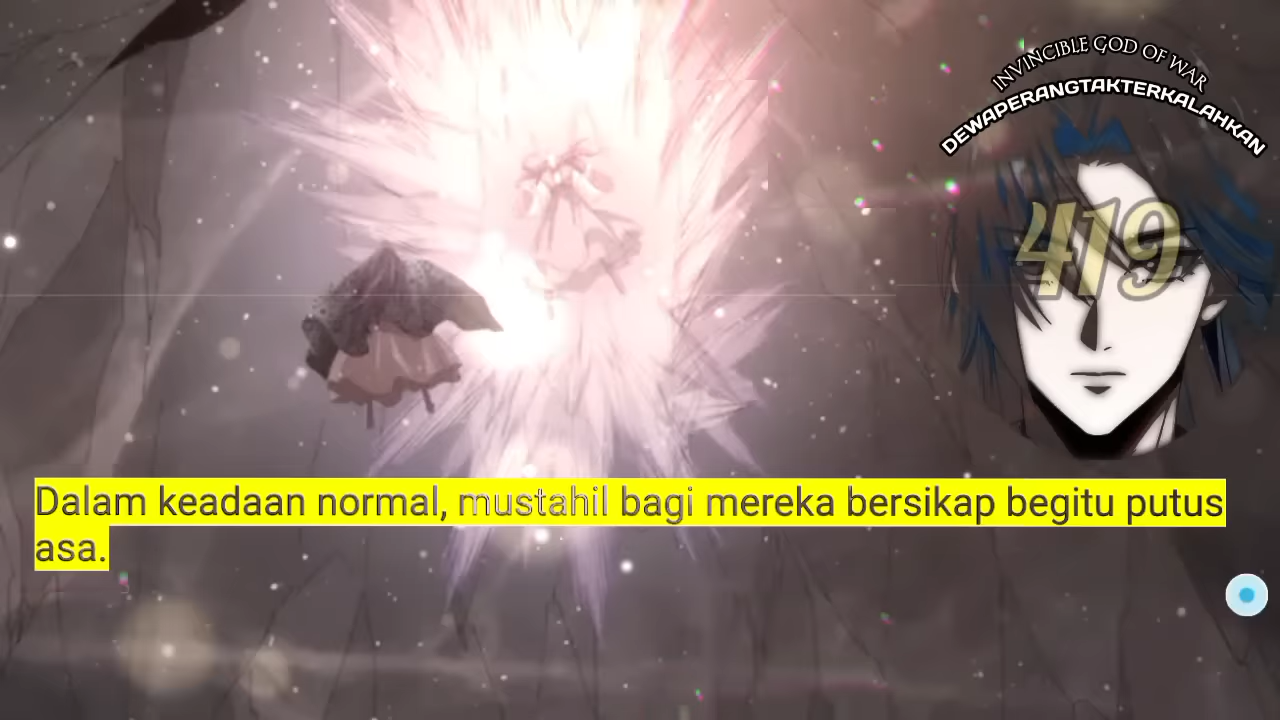 INVINCIBLE GOD OF WAR
DEWAPERANGTAKTERKALAHKAN
419
Dalam keadaan normal, mustahil bagi mereka bersikap begitu putus
asa.